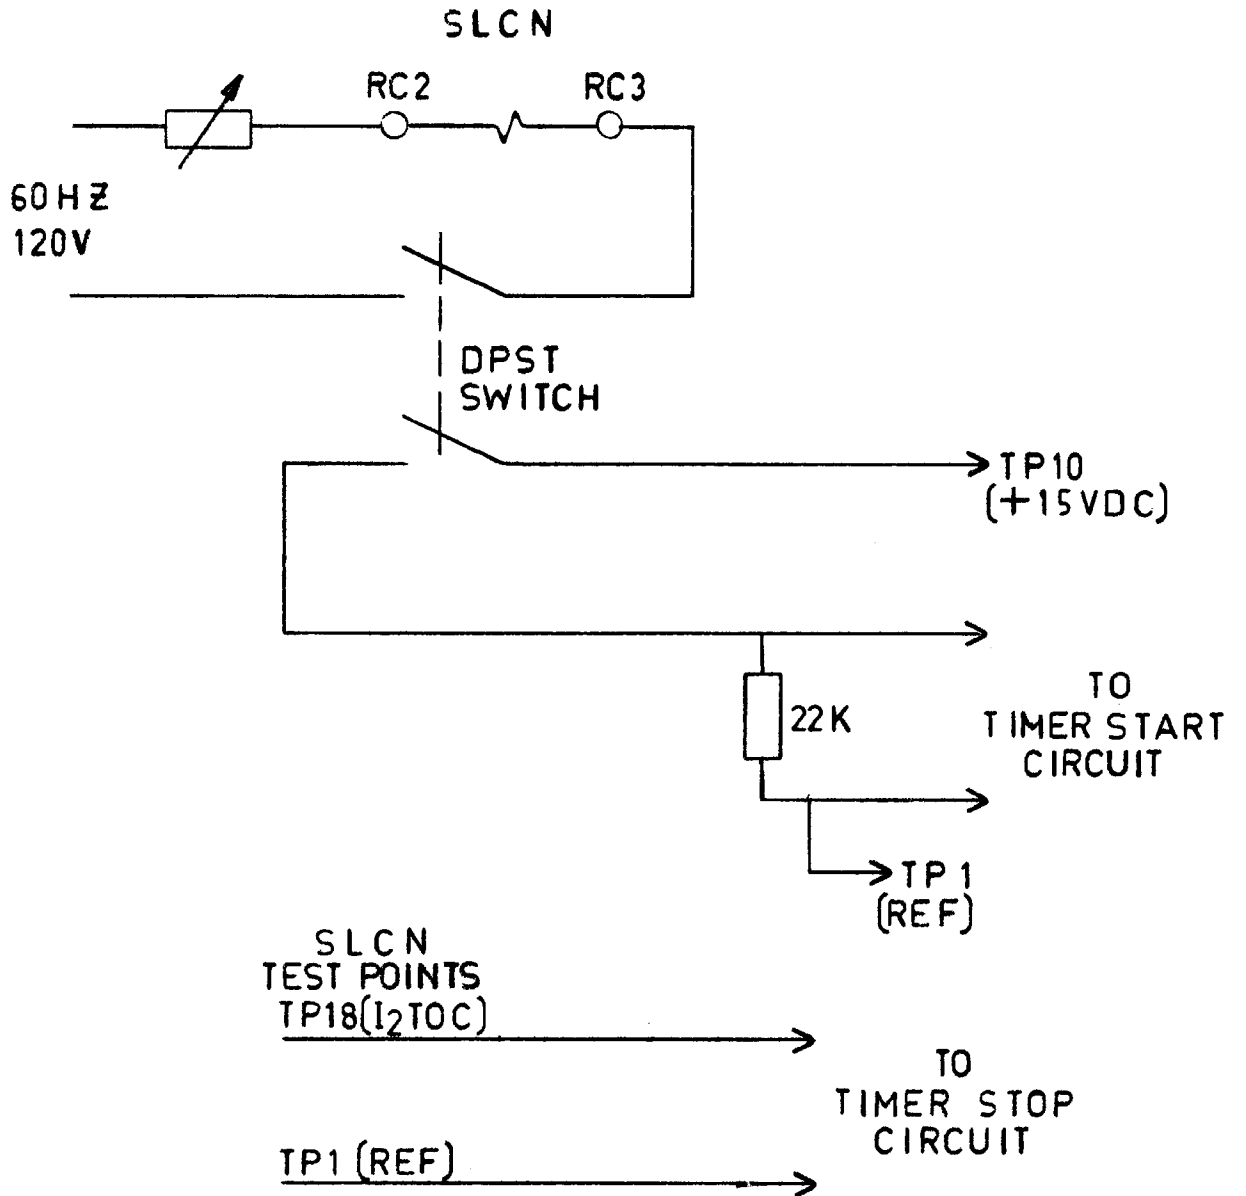 SLCN
RC2
RC3
60HZ
120V
DPST
SWITCH
TP10
(+15VDC)
22K
TO
TIMER START
CIRCUIT
TP1
(REF)
SLCN
TEST POINTS
TP18(I2TOC)
TO
TIMER STOP
CIRCUIT
TP1 (REF)